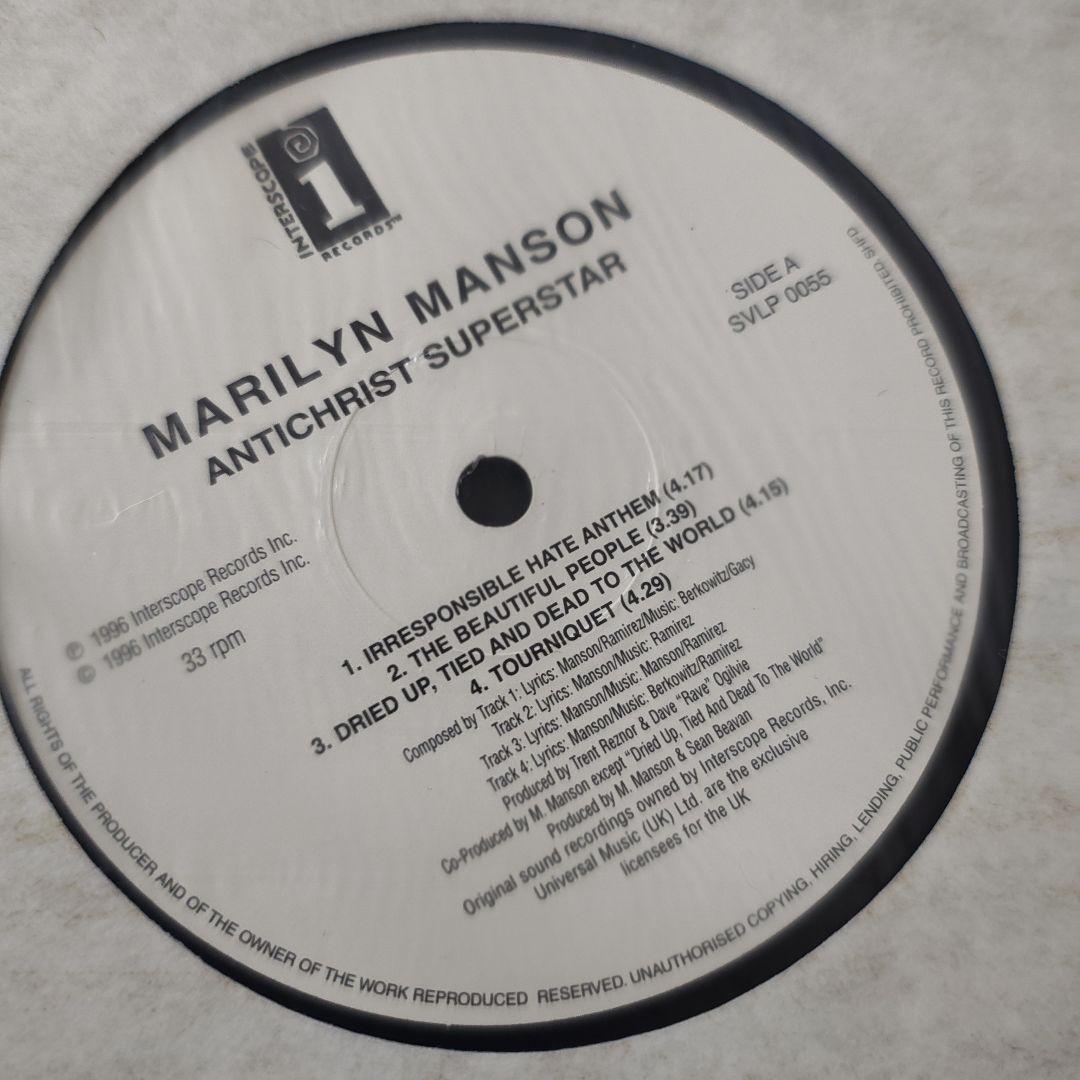 INTERSCOPE
RECORDS™
MARILYN MANSON
ANTICHRIST SUPERSTAR
SIDE A
SVLP 0055
℗ 1996 Interscope Records Inc.
© 1996 Interscope Records Inc.
33 rpm
1. IRRESPONSIBLE HATE ANTHEM (4.17)
2. THE BEAUTIFUL PEOPLE (3.39)
3. DRIED UP, TIED AND DEAD TO THE WORLD (4.15)
4. TOURNIQUET (4.29)
Composed by Track 1: Lyrics: Manson/Ramirez/Music: Berkowitz/Gacy
Track 2: Lyrics: Manson/Music: Ramirez
Track 3: Lyrics: Manson/Music: Manson/Ramirez
Track 4: Lyrics: Manson/Music: Berkowitz/Ramirez
Produced by Trent Reznor & Dave "Rave" Ogilvie
Co-Produced by M. Manson except "Dried Up, Tied And Dead To The World"
Produced by M. Manson & Sean Beavan
Original sound recordings owned by Interscope Records, Inc.
Universal Music (UK) Ltd. are the exclusive
licensees for the UK
ALL RIGHTS OF THE PRODUCER AND OF THE OWNER OF THE WORK REPRODUCED RESERVED. UNAUTHORISED COPYING, HIRING, LENDING, PUBLIC PERFORMANCE AND BROADCASTING OF THIS RECORD PROHIBITED. SHFD